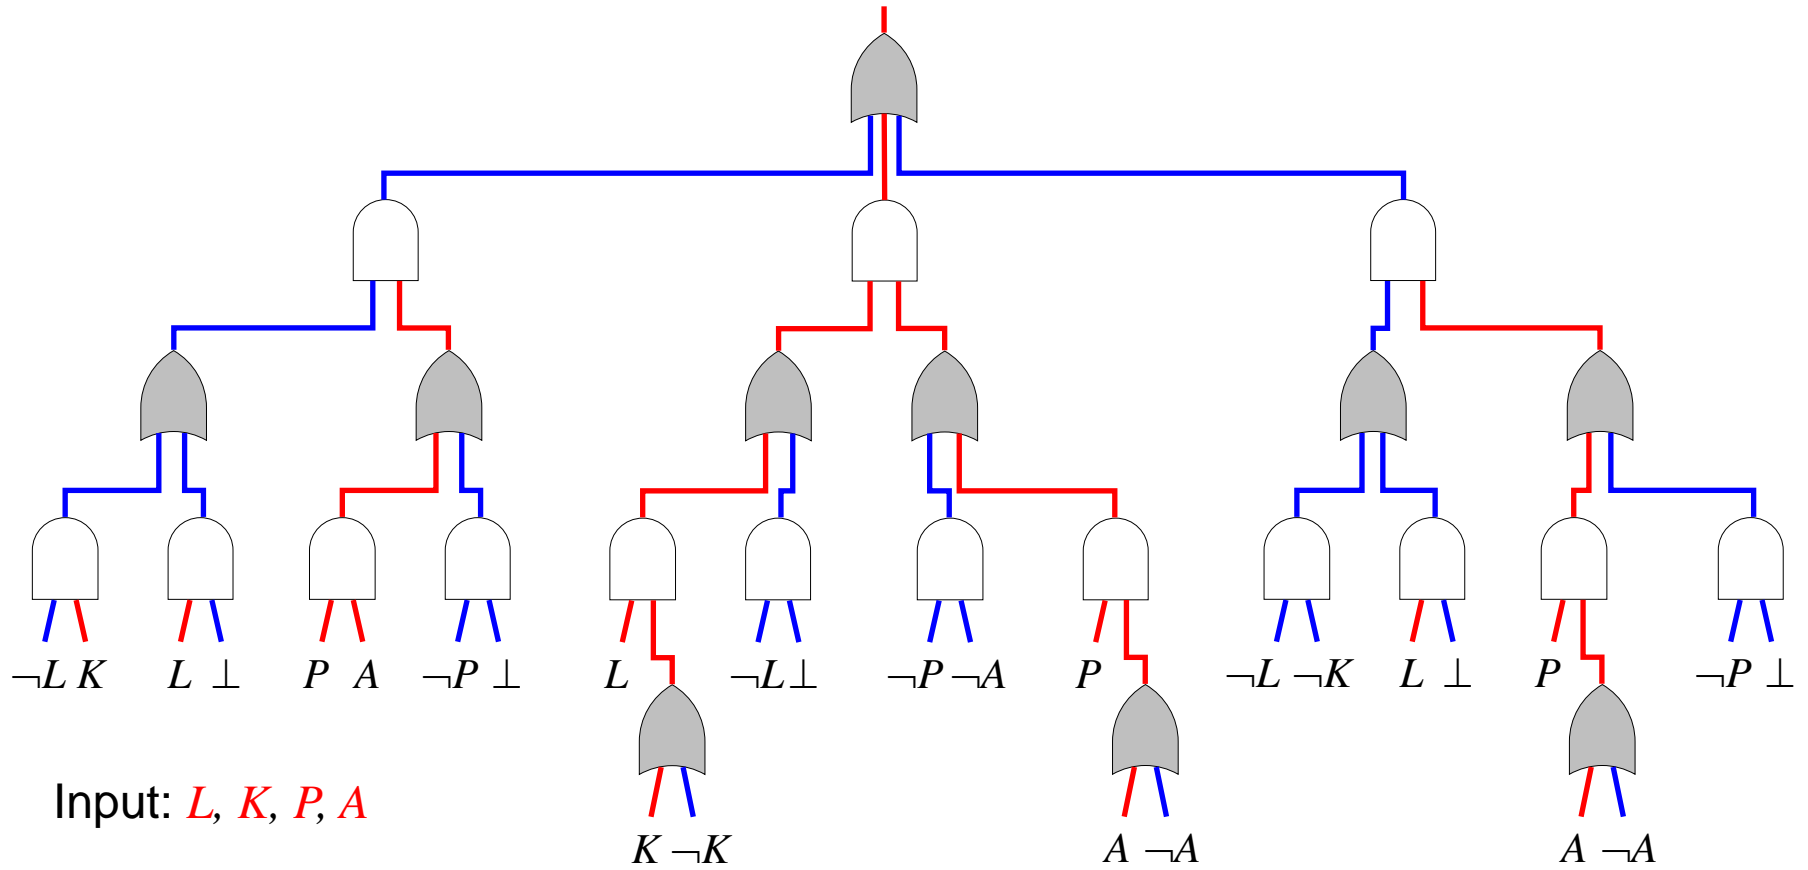 ¬L K L ⊥ P A ¬P ⊥ L ¬L⊥ ¬P ¬A P ¬L ¬K L ⊥ P ¬P ⊥
Input: L, K, P, A
K ¬K A ¬A A ¬A